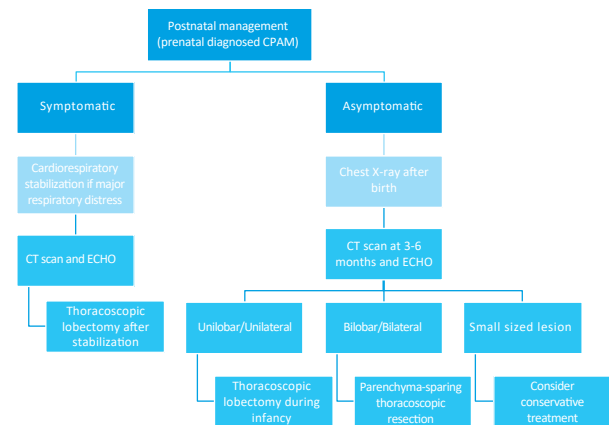 Postnatal management
(prenatal diagnosed CPAM)
Symptomatic
Asymptomatic
Cardiorespiratory
stabilization if major
respiratory distress
Chest X-ray after
birth
CT scan and ECHO
CT scan at 3-6
months and ECHO
Thoracoscopic
lobectomy after
stabilization
Unilobar/Unilateral
Bilobar/Bilateral
Small sized lesion
Thoracoscopic
lobectomy during
infancy
Parenchyma-sparing
thoracoscopic
resection
Consider
conservative
treatment